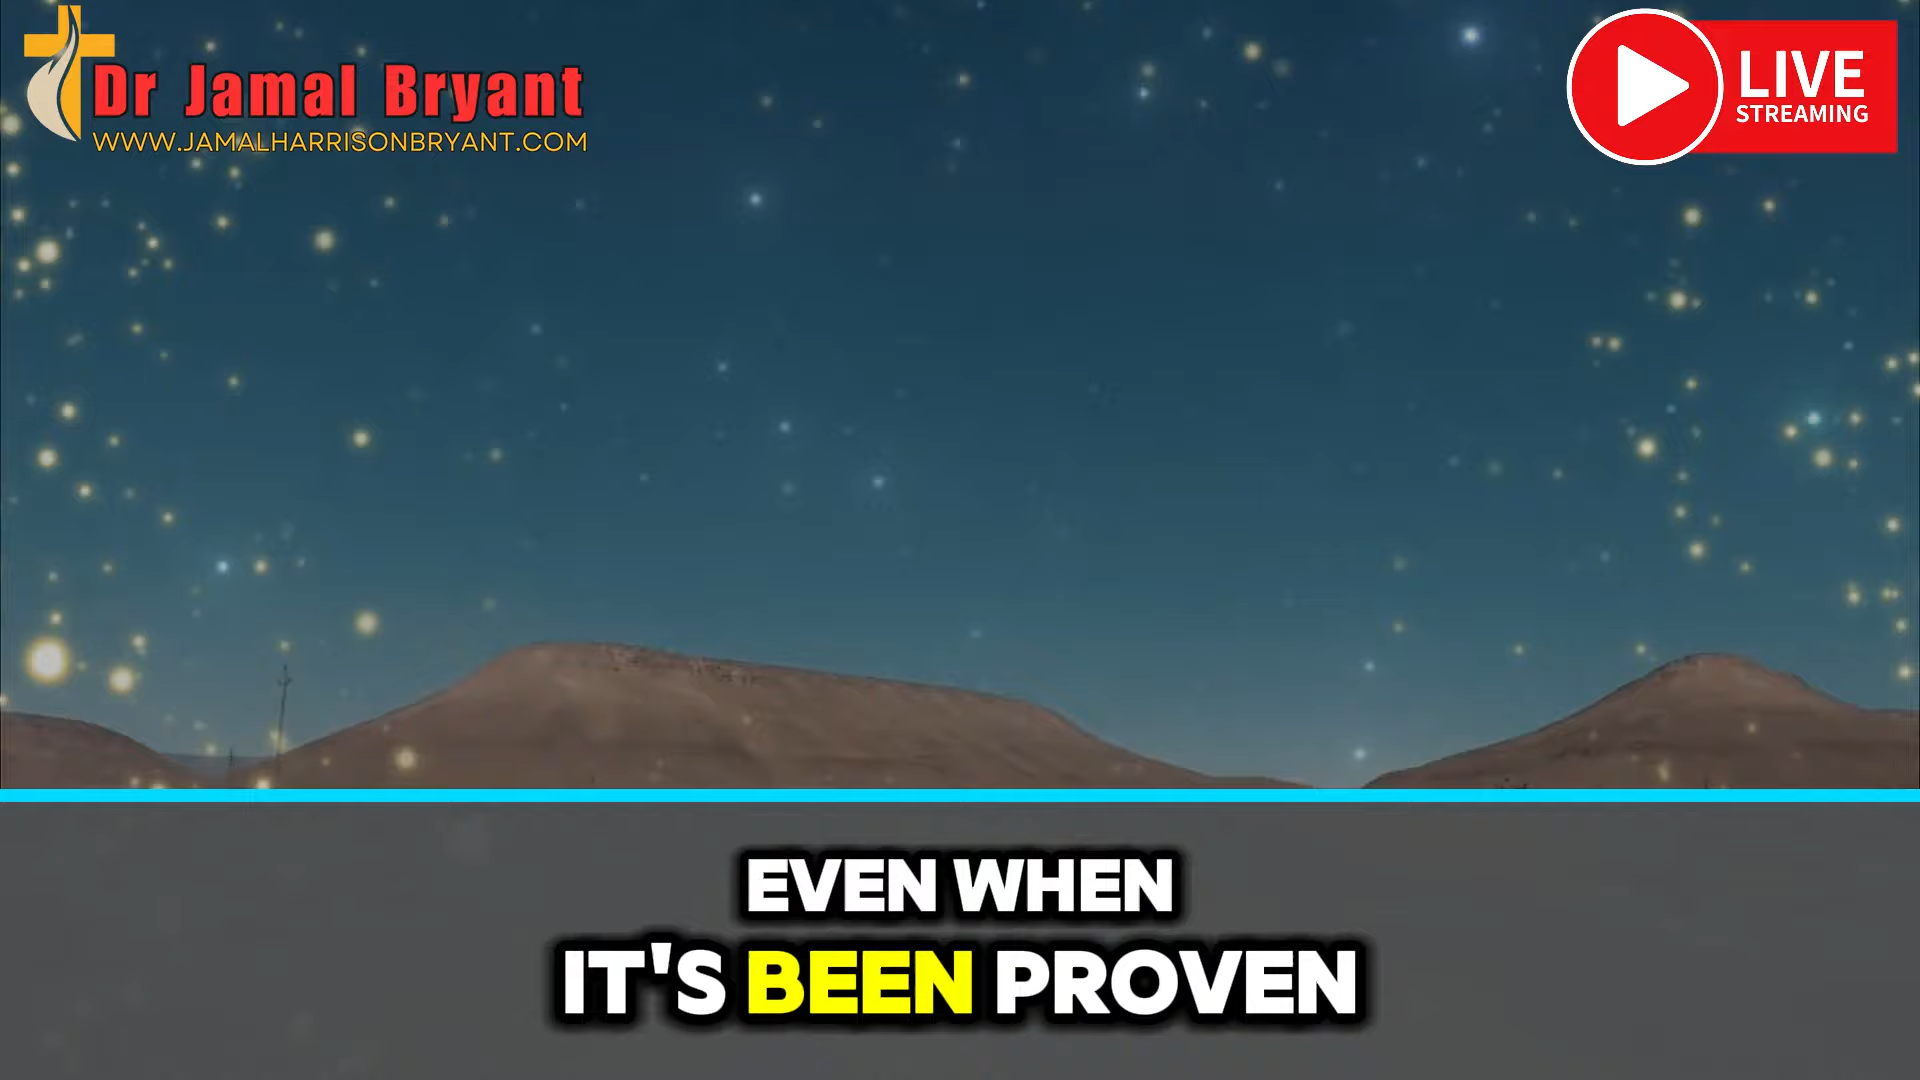 Dr Jamal Bryant
WWW.JAMALHARRISONBRYANT.COM
LIVE
STREAMING
EVEN WHEN
IT'S BEEN PROVEN